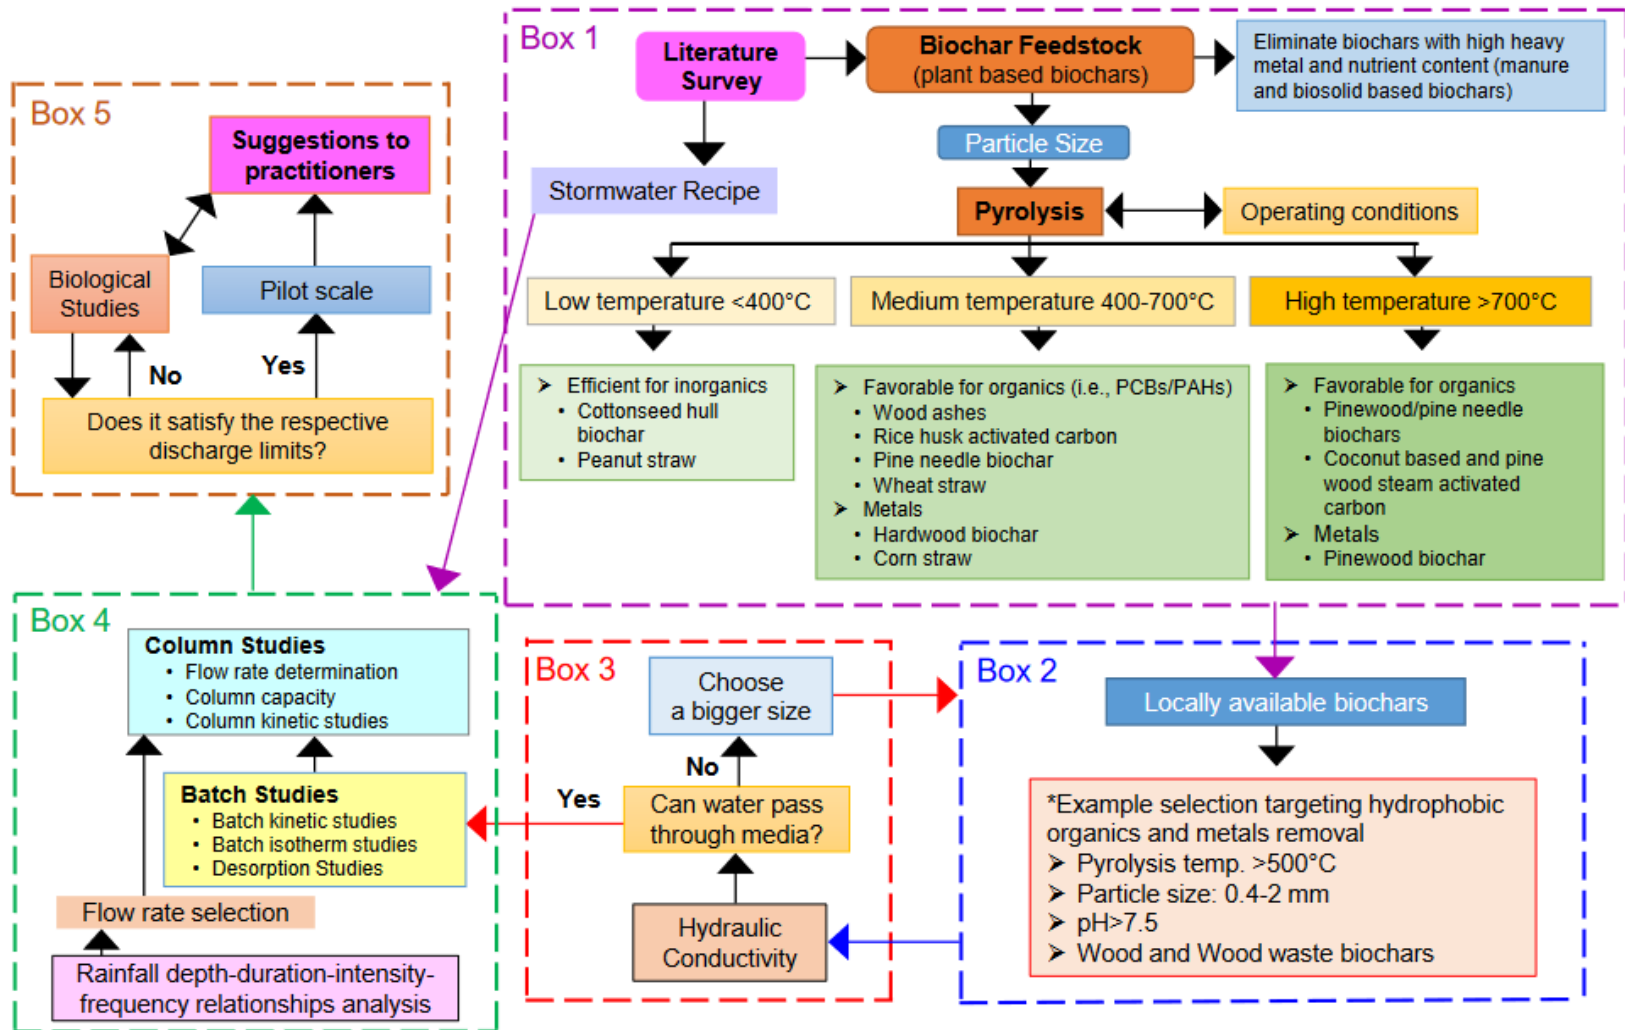 Box 1
Literature
Survey
Biochar Feedstock
(plant based biochars)
Eliminate biochars with high heavy
metal and nutrient content (manure
and biosolid based biochars)
Particle Size
Stormwater Recipe
Pyrolysis
Operating conditions
Low temperature <400°C
Medium temperature 400-700°C
High temperature >700°C
➢ Efficient for inorganics
• Cottonseed hull
biochar
• Peanut straw
➢ Favorable for organics (i.e., PCBs/PAHs)
• Wood ashes
• Rice husk activated carbon
• Pine needle biochar
• Wheat straw
➢ Metals
• Hardwood biochar
• Corn straw
➢ Favorable for organics
• Pinewood/pine needle
biochars
• Coconut based and pine
wood steam activated
carbon
➢ Metals
• Pinewood biochar
Box 2
Locally available biochars
*Example selection targeting hydrophobic
organics and metals removal
➢ Pyrolysis temp. >500°C
➢ Particle size: 0.4-2 mm
➢ pH>7.5
➢ Wood and Wood waste biochars
Box 3
Choose
a bigger size
No
Yes
Can water pass
through media?
Hydraulic
Conductivity
Box 4
Column Studies
• Flow rate determination
• Column capacity
• Column kinetic studies
Batch Studies
• Batch kinetic studies
• Batch isotherm studies
• Desorption Studies
Flow rate selection
Rainfall depth-duration-intensity-
frequency relationships analysis
Box 5
Suggestions to
practitioners
Biological
Studies
Pilot scale
No
Yes
Does it satisfy the respective
discharge limits?